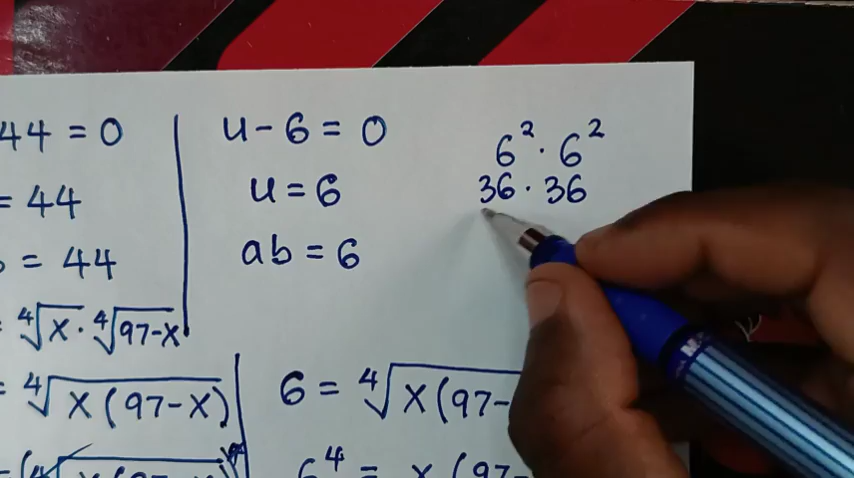 44 = 0
= 44
= 44
= ∜x · ∜97-x
= ∜x(97-x)
u - 6 = 0
u = 6
ab = 6
6 = ∜x(97-
6⁴ = x(97-
6² · 6²
36 · 36